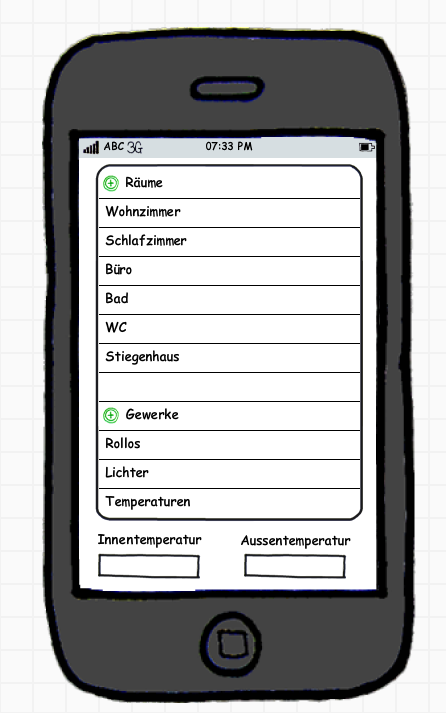 ABC 3G 07:33 PM
Räume
Wohnzimmer
Schlafzimmer
Büro
Bad
WC
Stiegenhaus
Gewerke
Rollos
Lichter
Temperaturen
Innentemperatur Aussentemperatur